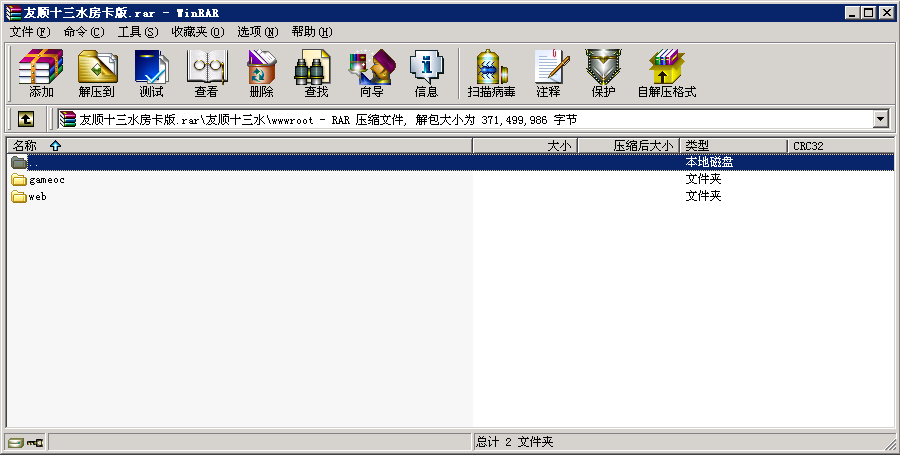 友顺十三水房卡版.rar - WinRAR
文件(F) 命令(C) 工具(S) 收藏夹(O) 选项(N) 帮助(H)
添加 解压到 测试 查看 删除 查找 向导 信息 扫描病毒 注释 保护 自解压格式
友顺十三水房卡版.rar\友顺十三水\wwwroot - RAR 压缩文件, 解包大小为 371,499,986 字节
名称 大小 压缩后大小 类型 CRC32
.. 本地磁盘
gameoc 文件夹
web 文件夹
总计 2 文件夹